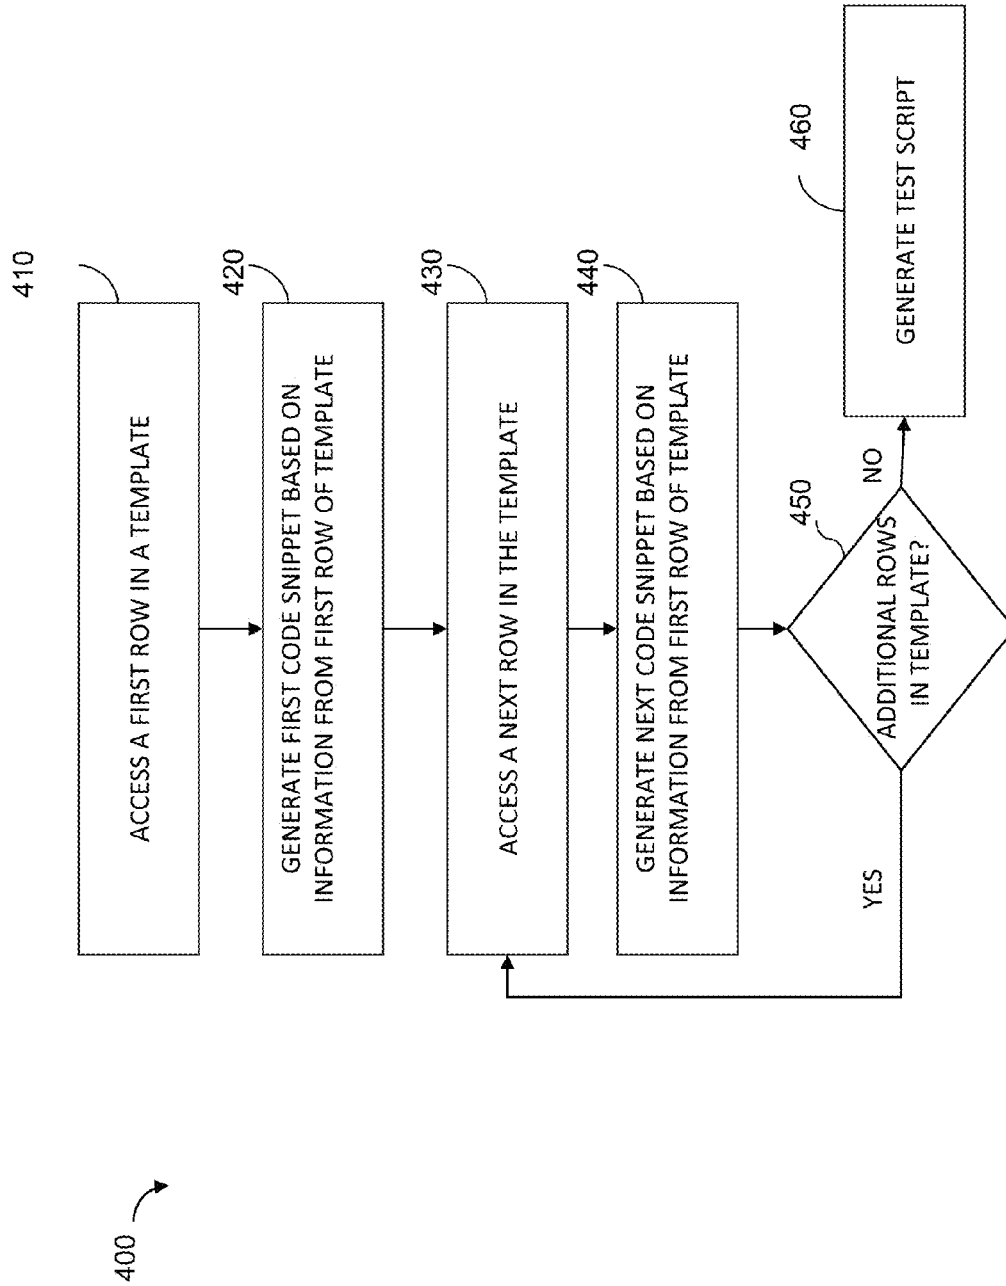 400
410
ACCESS A FIRST ROW IN A TEMPLATE
420
GENERATE FIRST CODE SNIPPET BASED ON
INFORMATION FROM FIRST ROW OF TEMPLATE
430
ACCESS A NEXT ROW IN THE TEMPLATE
440
GENERATE NEXT CODE SNIPPET BASED ON
INFORMATION FROM FIRST ROW OF TEMPLATE
450
ADDITIONAL ROWS
IN TEMPLATE?
YES
NO
460
GENERATE TEST SCRIPT